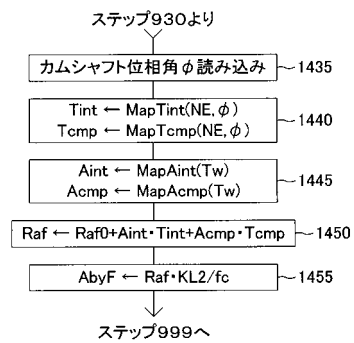 ステップ930より
カムシャフト位相角φ読み込み 1435
Tint ← MapTint(NE,φ)
Tcmp ← MapTcmp(NE,φ) 1440
Aint ← MapAint(Tw)
Acmp ← MapAcmp(Tw) 1445
Raf ← Raf0+Aint・Tint+Acmp・Tcmp 1450
AbyF ← Raf・KL2/fc 1455
ステップ999へ